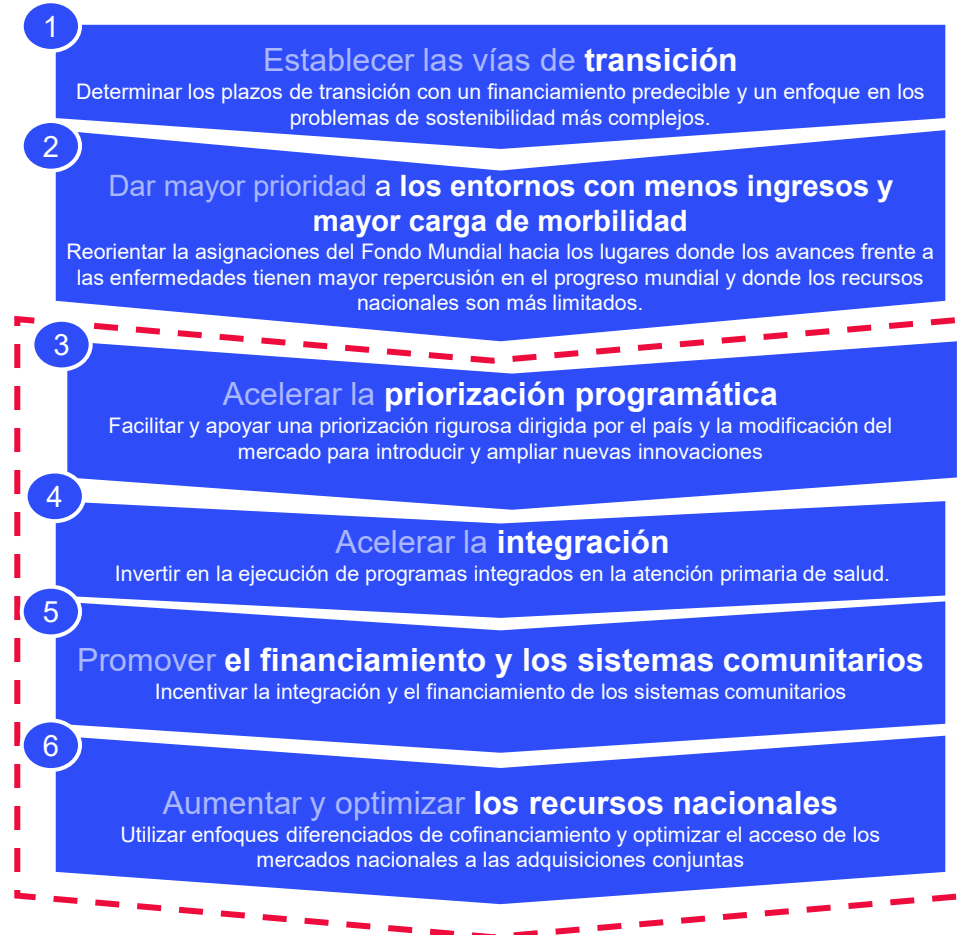 1
Establecer las vías de transición
Determinar los plazos de transición con un financiamiento predecible y un enfoque en los
problemas de sostenibilidad más complejos.
2
Dar mayor prioridad a los entornos con menos ingresos y
mayor carga de morbilidad
Reorientar la asignaciones del Fondo Mundial hacia los lugares donde los avances frente a
las enfermedades tienen mayor repercusión en el progreso mundial y donde los recursos
nacionales son más limitados.
3
Acelerar la priorización programática
Facilitar y apoyar una priorización rigurosa dirigida por el país y la modificación del
mercado para introducir y ampliar nuevas innovaciones
4
Acelerar la integración
Invertir en la ejecución de programas integrados en la atención primaria de salud.
5
Promover el financiamiento y los sistemas comunitarios
Incentivar la integración y el financiamiento de los sistemas comunitarios
6
Aumentar y optimizar los recursos nacionales
Utilizar enfoques diferenciados de cofinanciamiento y optimizar el acceso de los
mercados nacionales a las adquisiciones conjuntas